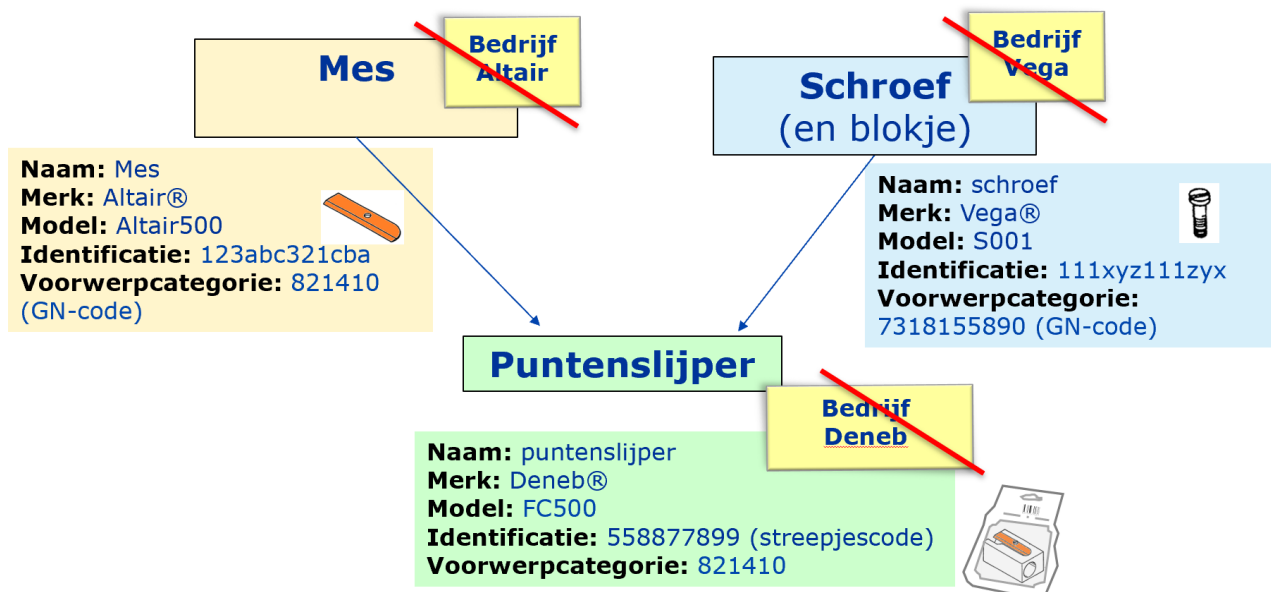 Mes
Bedrijf
Altair
Naam: Mes
Merk: Altair®
Model: Altair500
Identificatie: 123abc321cba
Voorwerpcategorie: 821410
(GN-code)
Schroef
(en blokje)
Bedrijf
Vega
Naam: schroef
Merk: Vega®
Model: S001
Identificatie: 111xyz111zyx
Voorwerpcategorie:
7318155890 (GN-code)
Puntenslijper
Bedrijf
Deneb
Naam: puntenslijper
Merk: Deneb®
Model: FC500
Identificatie: 558877899 (streepjescode)
Voorwerpcategorie: 821410